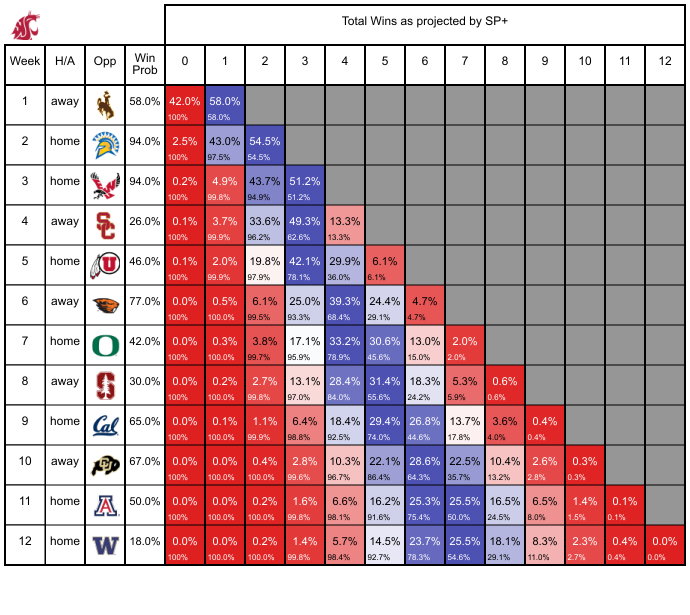 Total Wins as projected by SP+
Week H/A Opp Win Prob 0 1 2 3 4 5 6 7 8 9 10 11 12
1 away 58.0% 42.0% 58.0%
100% 58.0%
2 home 94.0% 2.5% 43.0% 54.5%
100% 97.5% 54.5%
3 home 94.0% 0.2% 4.9% 43.7% 51.2%
100% 99.8% 94.9% 51.2%
4 away SC 26.0% 0.1% 3.7% 33.6% 49.3% 13.3%
100% 99.9% 96.2% 62.6% 13.3%
5 home U 46.0% 0.1% 2.0% 19.8% 42.1% 29.9% 6.1%
100% 99.9% 97.9% 78.1% 36.0% 6.1%
6 away 77.0% 0.0% 0.5% 6.1% 25.0% 39.3% 24.4% 4.7%
100% 100.0% 99.5% 93.3% 68.4% 29.1% 4.7%
7 home O 42.0% 0.0% 0.3% 3.8% 17.1% 33.2% 30.6% 13.0% 2.0%
100% 100.0% 99.7% 95.9% 78.9% 45.6% 15.0% 2.0%
8 away S 30.0% 0.0% 0.2% 2.7% 13.1% 28.4% 31.4% 18.3% 5.3% 0.6%
100% 100.0% 99.8% 97.0% 84.0% 55.6% 24.2% 5.9% 0.6%
9 home Cal 65.0% 0.0% 0.1% 1.1% 6.4% 18.4% 29.4% 26.8% 13.7% 3.6% 0.4%
100% 100.0% 99.9% 98.8% 92.5% 74.0% 44.6% 17.8% 4.0% 0.4%
10 away CU 67.0% 0.0% 0.0% 0.4% 2.8% 10.3% 22.1% 28.6% 22.5% 10.4% 2.6% 0.3%
100% 100.0% 100.0% 99.6% 96.7% 86.4% 64.3% 35.7% 13.2% 2.8% 0.3%
11 home A 50.0% 0.0% 0.0% 0.2% 1.6% 6.6% 16.2% 25.3% 25.5% 16.5% 6.5% 1.4% 0.1%
100% 100.0% 100.0% 99.8% 98.1% 91.6% 75.4% 50.0% 24.5% 8.0% 1.5% 0.1%
12 home W 18.0% 0.0% 0.0% 0.2% 1.4% 5.7% 14.5% 23.7% 25.5% 18.1% 8.3% 2.3% 0.4% 0.0%
100% 100.0% 100.0% 99.8% 98.4% 92.7% 78.3% 54.6% 29.1% 11.0% 2.7% 0.4% 0.0%